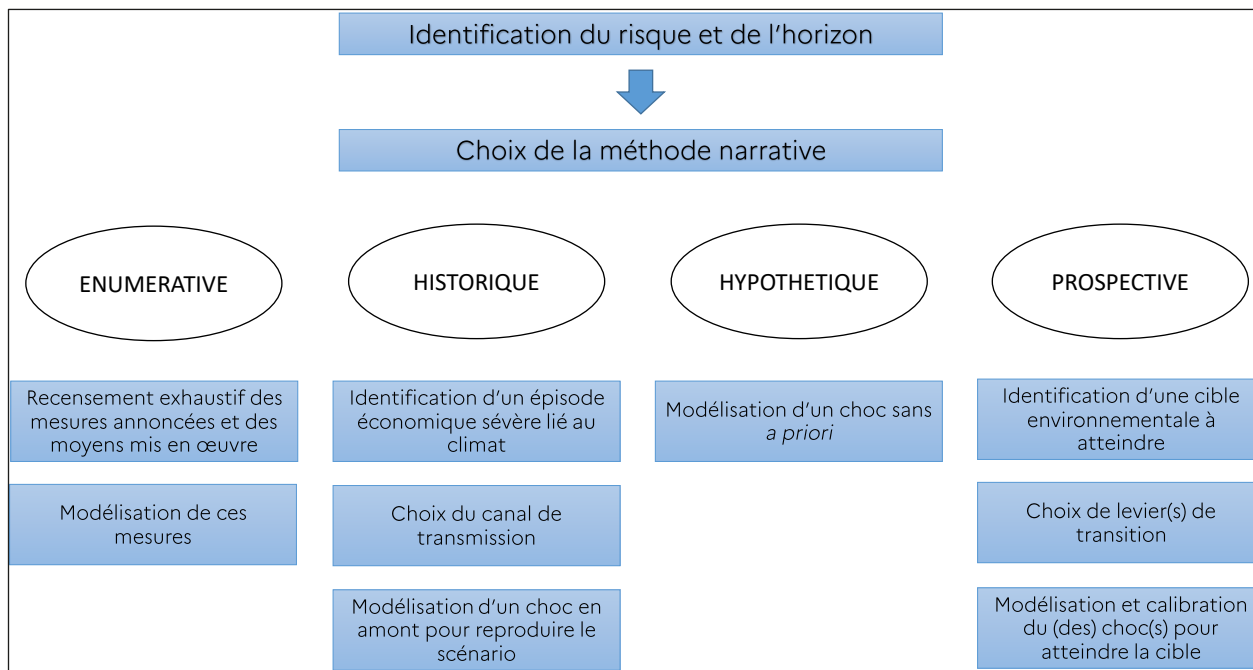 Identification du risque et de l'horizon
Choix de la méthode narrative
ENUMERATIVE
HISTORIQUE
HYPOTHETIQUE
PROSPECTIVE
Recensement exhaustif des
mesures annoncées et des
moyens mis en œuvre
Identification d'un épisode
économique sévère lié au
climat
Modélisation d'un choc sans
a priori
Identification d'une cible
environnementale à
atteindre
Modélisation de ces
mesures
Choix du canal de
transmission
Choix de levier(s) de
transition
Modélisation d'un choc en
amont pour reproduire le
scénario
Modélisation et calibration
du (des) choc(s) pour
atteindre la cible